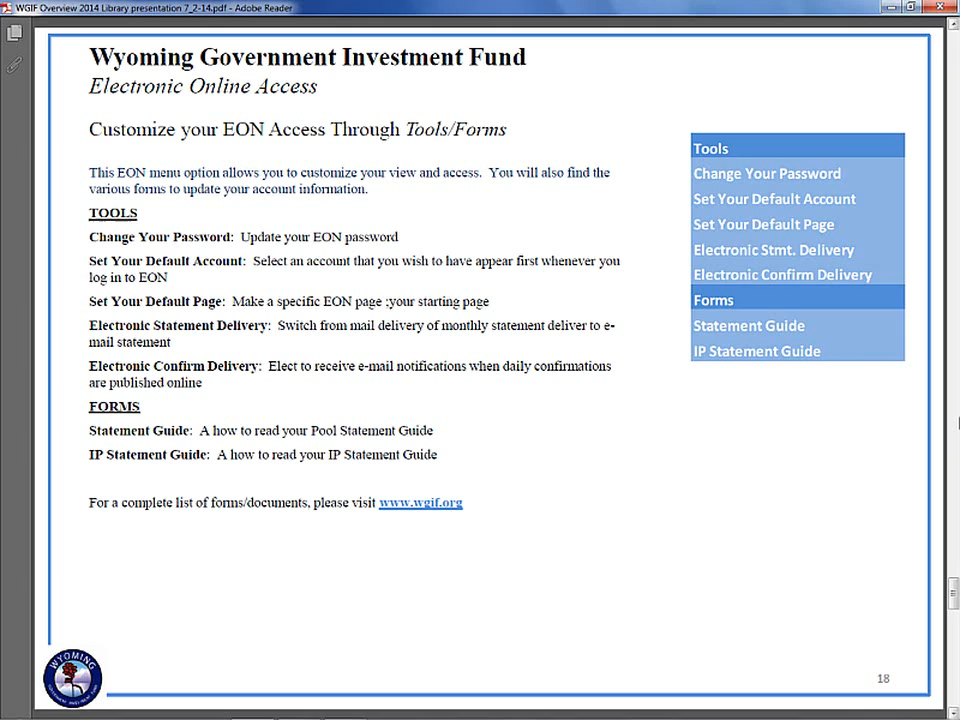 WGIF Overview 2014 Library presentation 7_2-14.pdf - Adobe Reader
Wyoming Government Investment Fund
Electronic Online Access
Customize your EON Access Through Tools/Forms
This EON menu option allows you to customize your view and access. You will also find the
various forms to update your account information.
TOOLS
Change Your Password: Update your EON password
Set Your Default Account: Select an account that you wish to have appear first whenever you
log in to EON
Set Your Default Page: Make a specific EON page ;your starting page
Electronic Statement Delivery: Switch from mail delivery of monthly statement deliver to e-
mail statement
Electronic Confirm Delivery: Elect to receive e-mail notifications when daily confirmations
are published online
FORMS
Statement Guide: A how to read your Pool Statement Guide
IP Statement Guide: A how to read your IP Statement Guide
For a complete list of forms/documents, please visit www.wgif.org
Tools
Change Your Password
Set Your Default Account
Set Your Default Page
Electronic Stmt. Delivery
Electronic Confirm Delivery
Forms
Statement Guide
IP Statement Guide
WYOMING
18